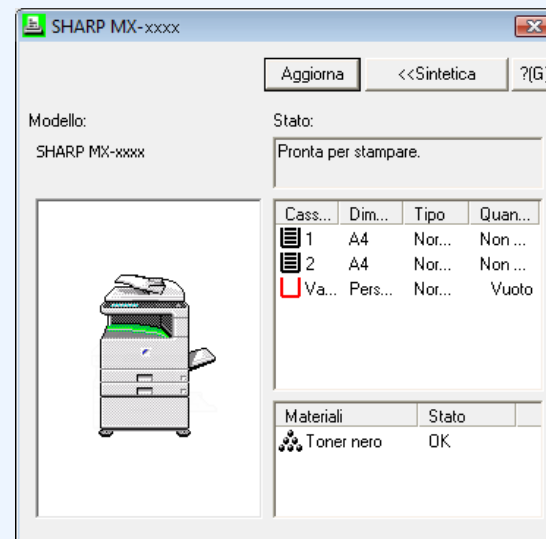 SHARP MX-xxxx
Aggiorna <<Sintetica ?(G)
Modello: Stato:
SHARP MX-xxxx Pronta per stampare.
Cass... Dim... Tipo Quan...
1 A4 Nor... Non ...
2 A4 Nor... Non ...
Va... Pers... Nor... Vuoto
Materiali Stato
Toner nero OK